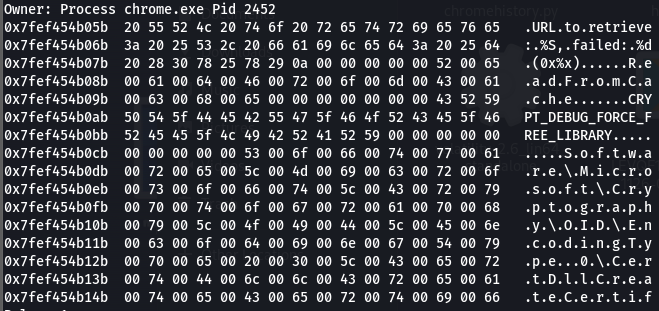 Owner: Process chrome.exe Pid 2452
chromehistory.py
0x7fef454b05b 20 55 52 4c 20 74 6f 20 72 65 74 72 69 65 76 65 .URL.to.retrieve
0x7fef454b06b 3a 20 25 53 2c 20 66 61 69 6c 65 64 3a 20 25 64 :.%S,.failed:.%d
0x7fef454b07b 20 28 30 78 25 78 29 0a 00 00 00 00 00 52 00 65 .(0x%x)......R.e
0x7fef454b08b 00 61 00 64 00 46 00 72 00 6f 00 6d 00 43 00 61 .a.d.F.r.o.m.C.a
0x7fef454b09b 00 63 00 68 00 65 00 00 00 00 00 00 00 43 52 59 .c.h.e.......CRY
0x7fef454b0ab 50 54 5f 44 45 42 55 47 5f 46 4f 52 43 45 5f 46 PT_DEBUG_FORCE_F
0x7fef454b0bb 52 45 45 5f 4c 49 42 52 41 52 59 00 00 00 00 00 REE_LIBRARY.....
0x7fef454b0cb 00 00 00 00 00 53 00 6f 00 66 00 74 00 77 00 61 .....S.o.f.t.w.a
0x7fef454b0db 00 72 00 65 00 5c 00 4d 00 69 00 63 00 72 00 6f .r.e.\.M.i.c.r.o
0x7fef454b0eb 00 73 00 6f 00 66 00 74 00 5c 00 43 00 72 00 79 .s.o.f.t.\.C.r.y
0x7fef454b0fb 00 70 00 74 00 6f 00 67 00 72 00 61 00 70 00 68 .p.t.o.g.r.a.p.h
0x7fef454b10b 00 79 00 5c 00 4f 00 49 00 44 00 5c 00 45 00 6e .y.\.O.I.D.\.E.n
0x7fef454b11b 00 63 00 6f 00 64 00 69 00 6e 00 67 00 54 00 79 .c.o.d.i.n.g.T.y
0x7fef454b12b 00 70 00 65 00 20 00 30 00 5c 00 43 00 65 00 72 .p.e...0.\.C.e.r
0x7fef454b13b 00 74 00 44 00 6c 00 6c 00 43 00 72 00 65 00 61 .t.D.l.l.C.r.e.a
0x7fef454b14b 00 74 00 65 00 43 00 65 00 72 00 74 00 69 00 66 .t.e.C.e.r.t.i.f